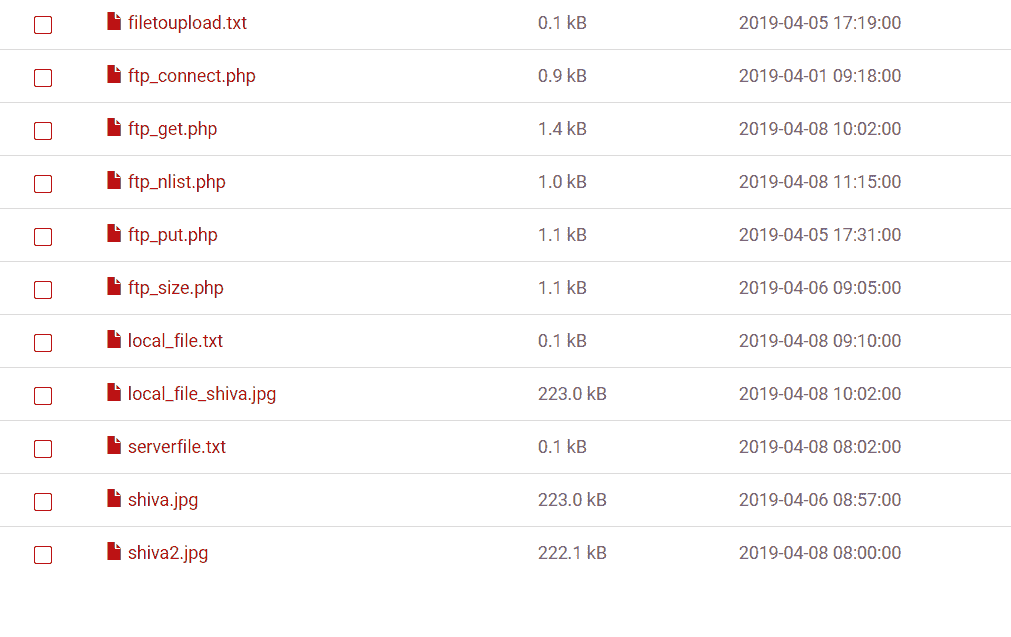 filetoupload.txt 0.1 kB 2019-04-05 17:19:00
ftp_connect.php 0.9 kB 2019-04-01 09:18:00
ftp_get.php 1.4 kB 2019-04-08 10:02:00
ftp_nlist.php 1.0 kB 2019-04-08 11:15:00
ftp_put.php 1.1 kB 2019-04-05 17:31:00
ftp_size.php 1.1 kB 2019-04-06 09:05:00
local_file.txt 0.1 kB 2019-04-08 09:10:00
local_file_shiva.jpg 223.0 kB 2019-04-08 10:02:00
serverfile.txt 0.1 kB 2019-04-08 08:02:00
shiva.jpg 223.0 kB 2019-04-06 08:57:00
shiva2.jpg 222.1 kB 2019-04-08 08:00:00